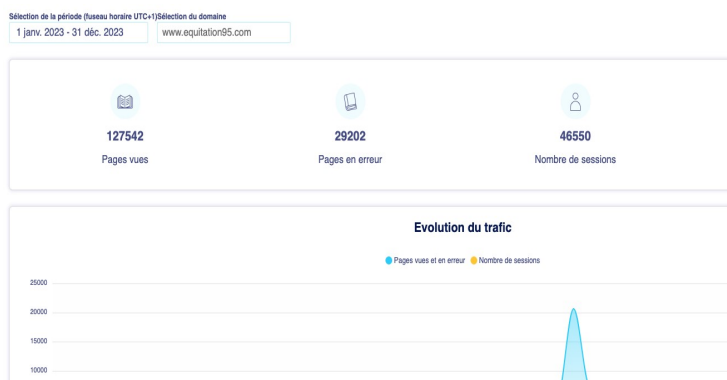 Sélection de la période (fuseau horaire UTC+1)Sélection du domaine
1 janv. 2023 - 31 déc. 2023 www.equitation95.com
127542 29202 46550
Pages vues Pages en erreur Nombre de sessions
Evolution du trafic
Pages vues et en erreur Nombre de sessions
25000
20000
15000
10000